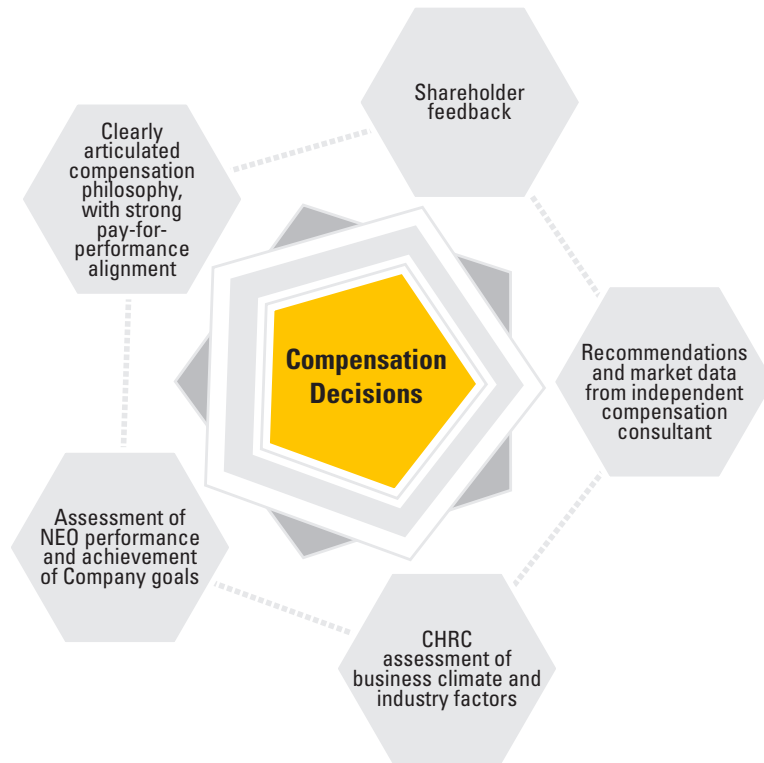 Shareholder
feedback
Clearly
articulated
compensation
philosophy,
with strong
pay-for-
performance
alignment
Compensation
Decisions
Recommendations
and market data
from independent
compensation
consultant
Assessment of
NEO performance
and achievement
of Company goals
CHRC
assessment of
business climate and
industry factors